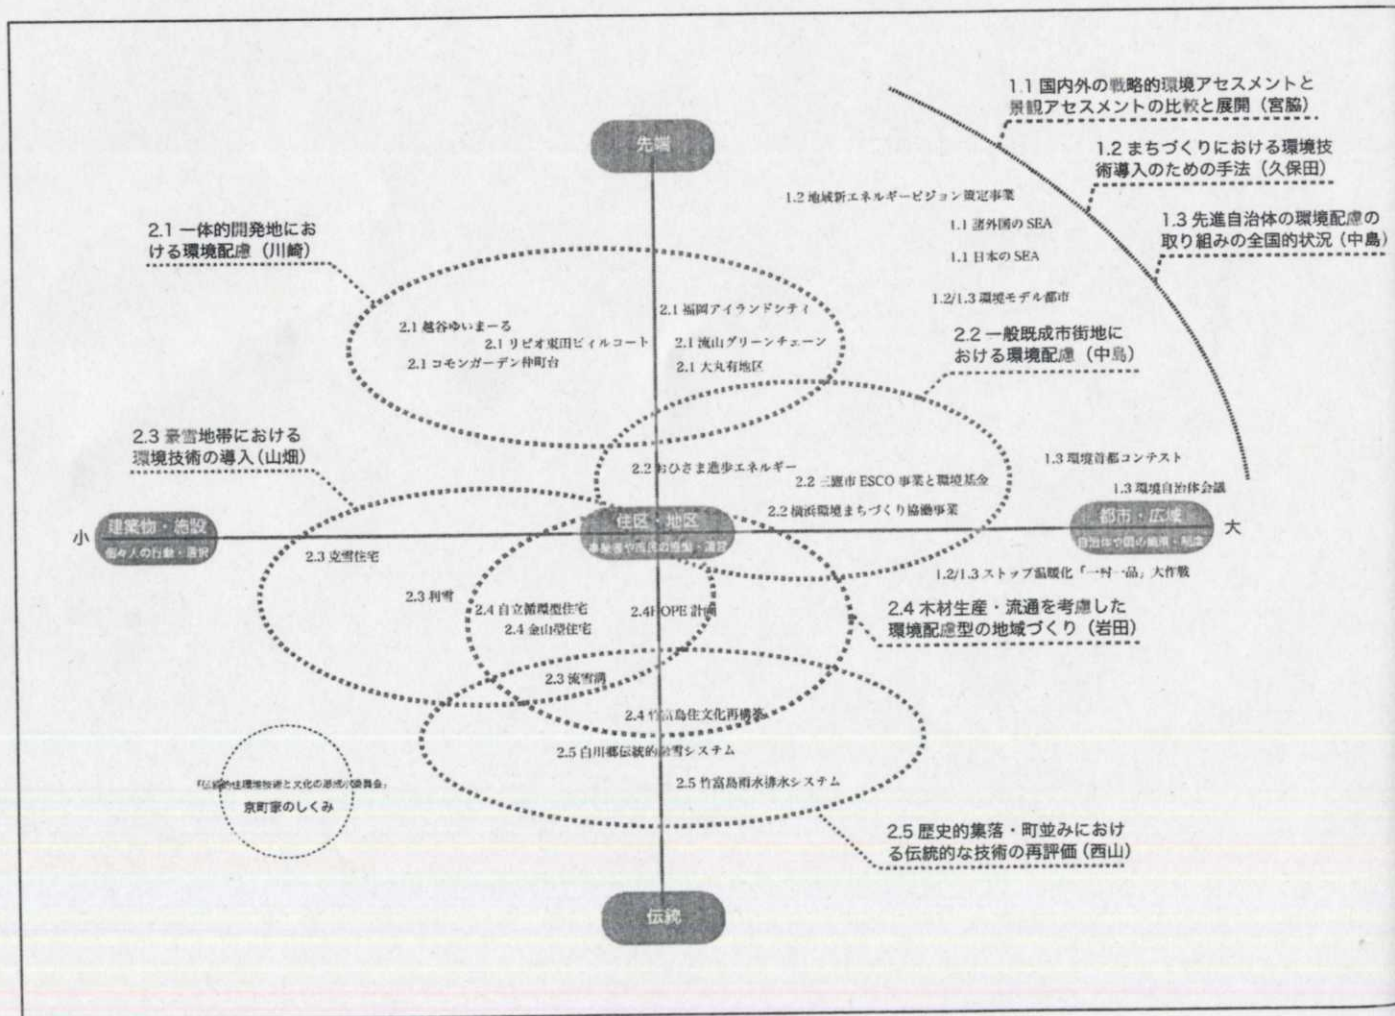 1.1 国内外の戦略的環境アセスメントと
景観アセスメントの比較と展開（宮脇）
先端
1.2 まちづくりにおける環境技
術導入のための手法（久保田）
1.2 地域新エネルギービジョン策定事業
1.3 先進自治体の環境配慮の
取り組みの全国的状況（中島）
2.1 一体的開発地にお
ける環境配慮（川崎）
1.1 諸外国の SEA
1.1 日本の SEA
1.2/1.3 環境モデル都市
2.1 福岡アイランドシティ
2.1 越谷ゆいまーる
2.1 リビオ東田ビィルコート
2.1 流山グリーンチェーン
2.1 コモンガーデン仲町台
2.1 大丸有地区
2.2 一般既成市街地に
おける環境配慮（中島）
2.3 豪雪地帯における
環境技術の導入（山畑）
1.3 環境首都コンテスト
2.2 おひさま進歩エネルギー
2.2 三鷹市 ESCO 事業と環境基金
1.3 環境自治体会議
2.2 横浜環境まちづくり協働事業
小
建築物・施設
個々人の行動・選択
住区・地区
都市・広域
大
2.3 克雪住宅
1.2/1.3 ストップ温暖化「一村一品」大作戦
2.3 利雪
2.4 自立循環型住宅
2.4HOPE 計画
2.4 金山型住宅
2.4 木材生産・流通を考慮した
環境配慮型の地域づくり（岩田）
2.3 流雪溝
2.4 竹富島住文化再構築
2.5 白川郷伝統的融雪システム
2.5 竹富島雨水排水システム
京町家のしくみ
2.5 歴史的集落・町並みにおけ
る伝統的な技術の再評価（西山）
伝統